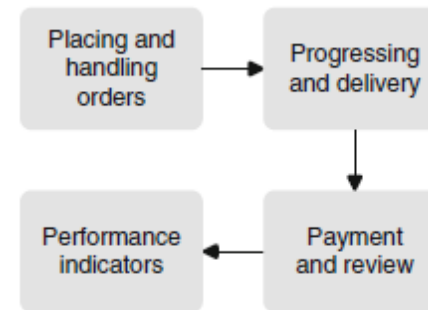 Placing and
handling
orders
Progressing
and delivery
Payment
and review
Performance
indicators